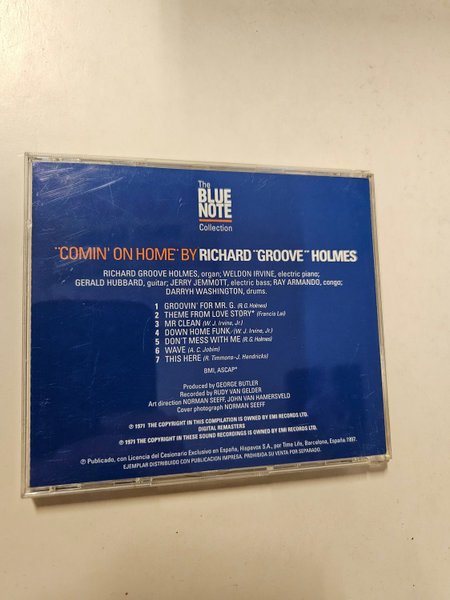 The
BLUE
NOTE
Collection
"COMIN' ON HOME" BY RICHARD "GROOVE" HOLMES
RICHARD GROOVE HOLMES, organ; WELDON IRVINE, electric piano;
GERALD HUBBARD, guitar; JERRY JEMMOTT, electric bass; RAY ARMANDO, congo;
DARRYH WASHINGTON, drums.
1 GROOVIN' FOR MR. G. (R.G. Holmes)
2 THEME FROM LOVE STORY* (Francis Lai)
3 MR CLEAN (W. J. Irvine, Jr.)
4 DOWN HOME FUNK (W. J. Irvine, Jr.)
5 DON'T MESS WITH ME (R.G. Holmes)
6 WAVE (A. C. Jobim)
7 THIS HERE (R. Timmons-J. Hendricks)
BMI, ASCAP*
Produced by GEORGE BUTLER
Recorded by RUDY VAN GELDER
Art direction NORMAN SEEFF, JOHN VAN HAMERSVELD
Cover photograph NORMAN SEEFF
℗ 1971 THE COPYRIGHT IN THIS COMPILATION IS OWNED BY EMI RECORDS LTD.
DIGITAL REMASTERS
© 1971 THE COPYRIGHT IN THESE SOUND RECORDINGS IS OWNED BY EMI RECORDS LTD.
℗ Publicado, con Licencia del Cesionario Exclusivo en España, Hispavox S.A., por Time Life, Barcelona, España 1997.
EJEMPLAR DISTRIBUIDO CON PUBLICACION IMPRESA. PROHIBIDA SU VENTA POR SEPARADO.